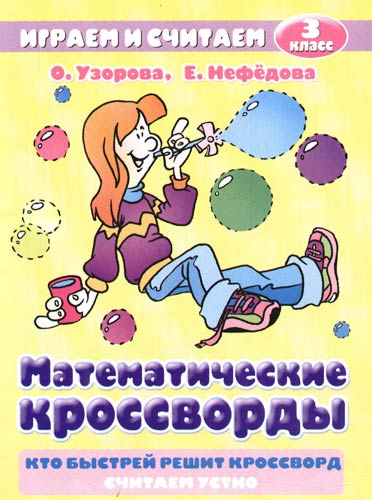 ИГРАЕМ И СЧИТАЕМ
3
класс
О. Узорова, Е. Нефёдова
Математические
кроссворды
КТО БЫСТРЕЙ РЕШИТ КРОССВОРД
СЧИТАЕМ УСТНО